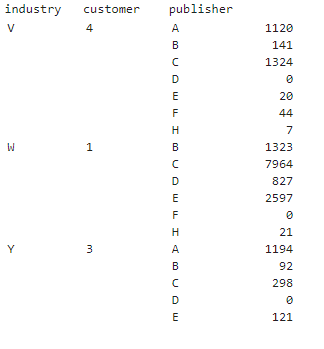 industry customer publisher
V 4 A 1120
B 141
C 1324
D 0
E 20
F 44
H 7
W 1 B 1323
C 7964
D 827
E 2597
F 0
H 21
Y 3 A 1194
B 92
C 298
D 0
E 121